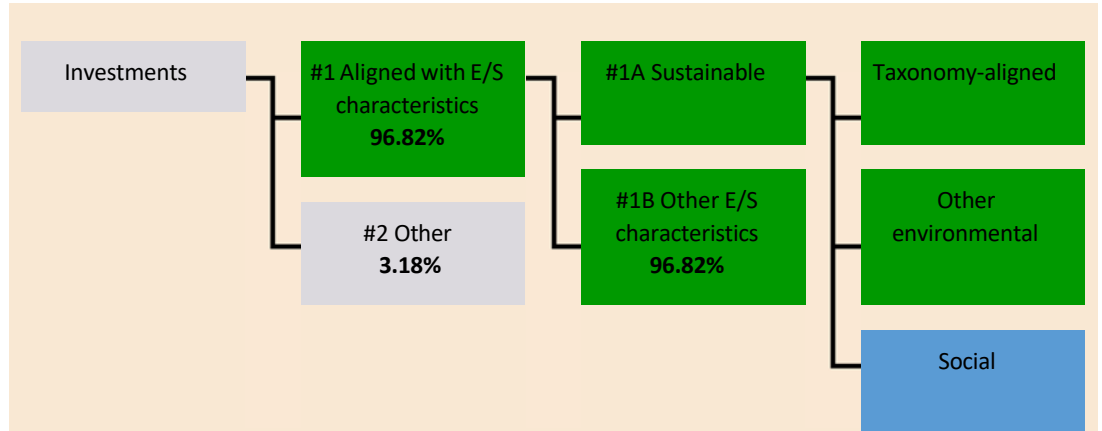 Investments
#1 Aligned with E/S
characteristics
96.82%
#2 Other
3.18%
#1A Sustainable
#1B Other E/S
characteristics
96.82%
Taxonomy-aligned
Other
environmental
Social